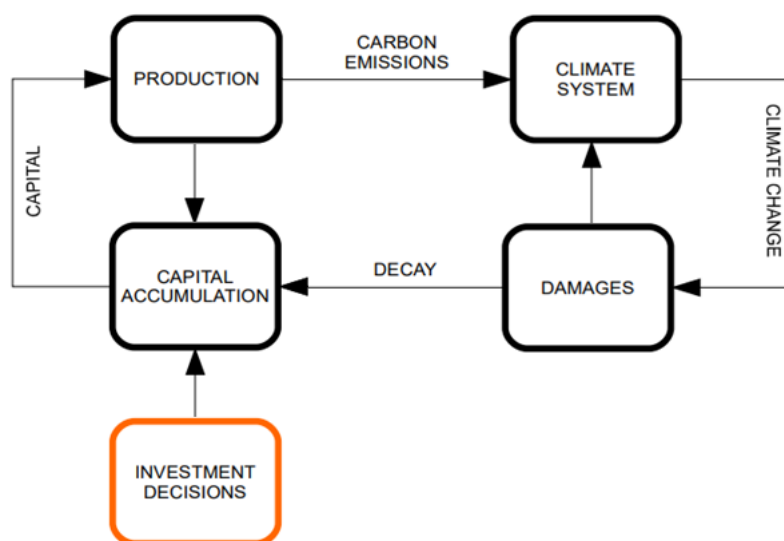 CARBON
EMISSIONS
PRODUCTION
CLIMATE
SYSTEM
CAPITAL
CLIMATE CHANGE
CAPITAL
ACCUMULATION
DECAY
DAMAGES
INVESTMENT
DECISIONS